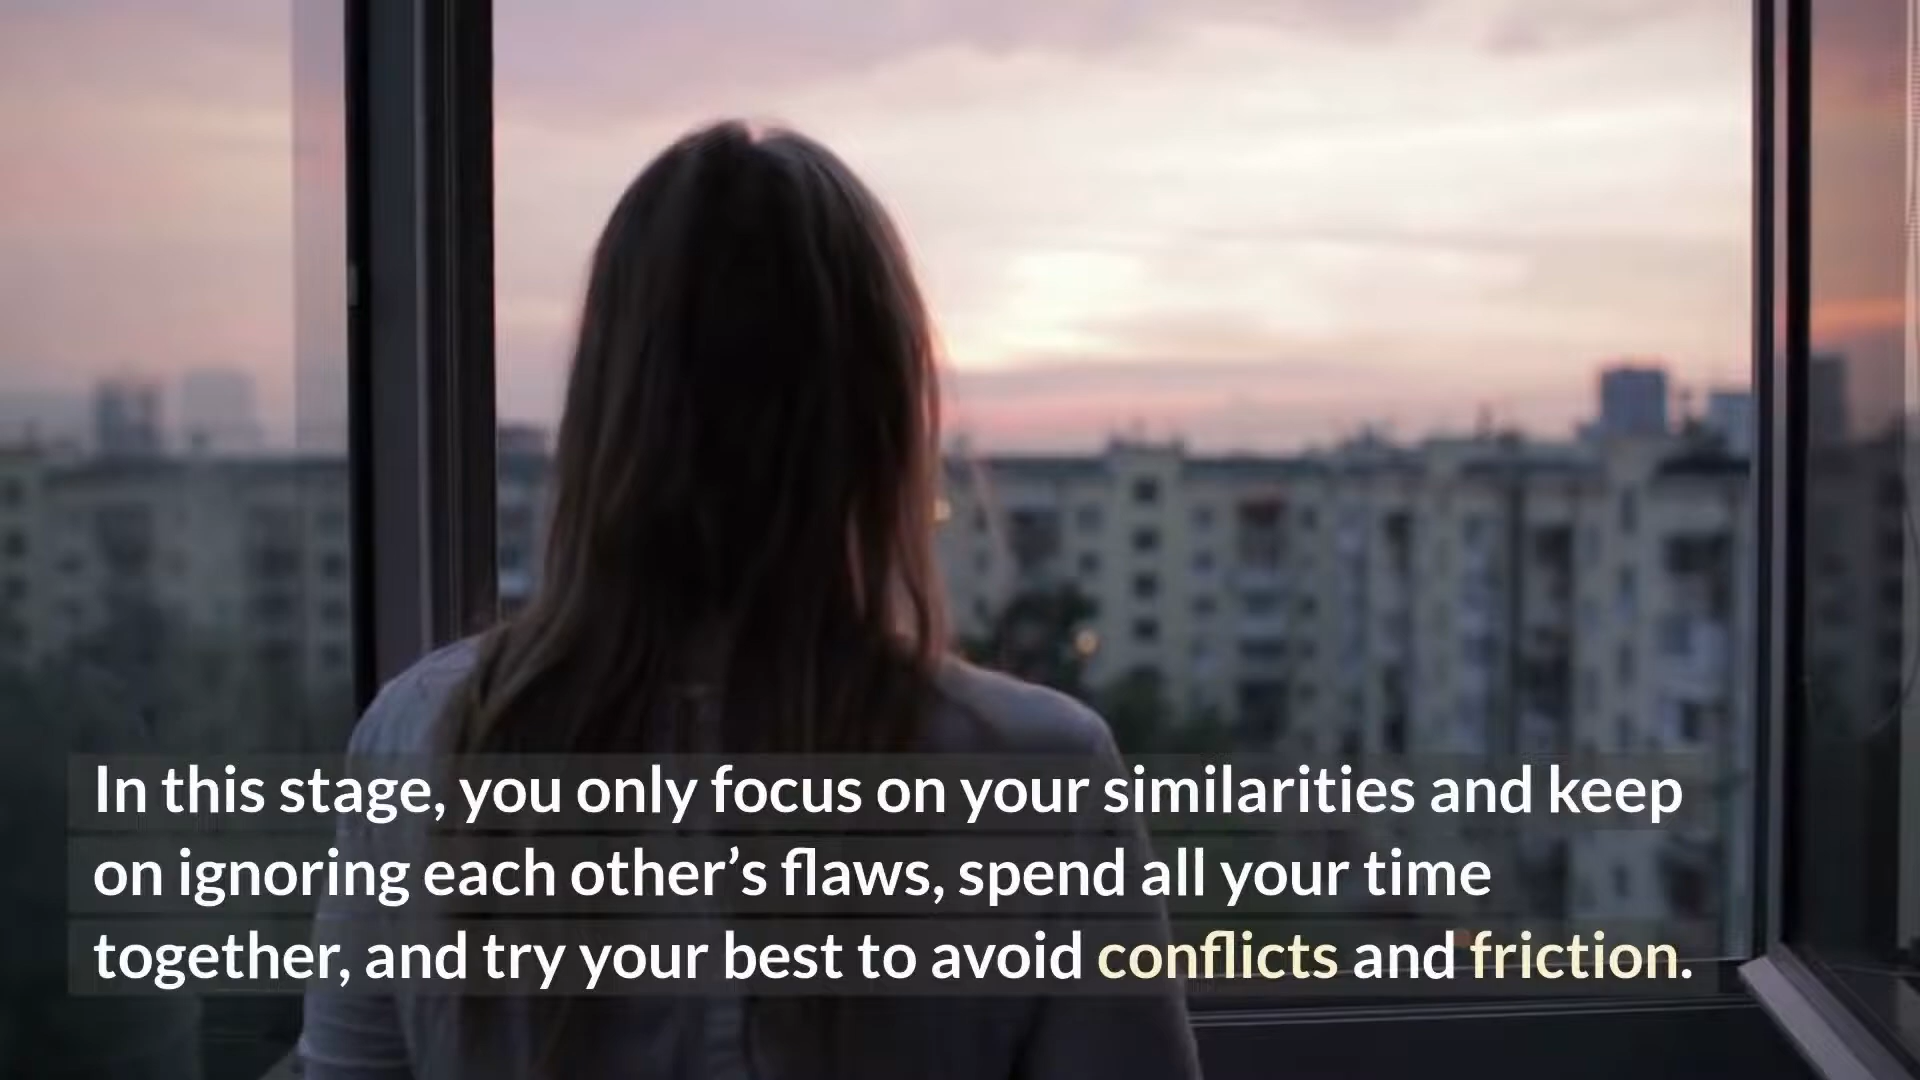 In this stage, you only focus on your similarities and keep
on ignoring each other’s flaws, spend all your time
together, and try your best to avoid conflicts and friction.